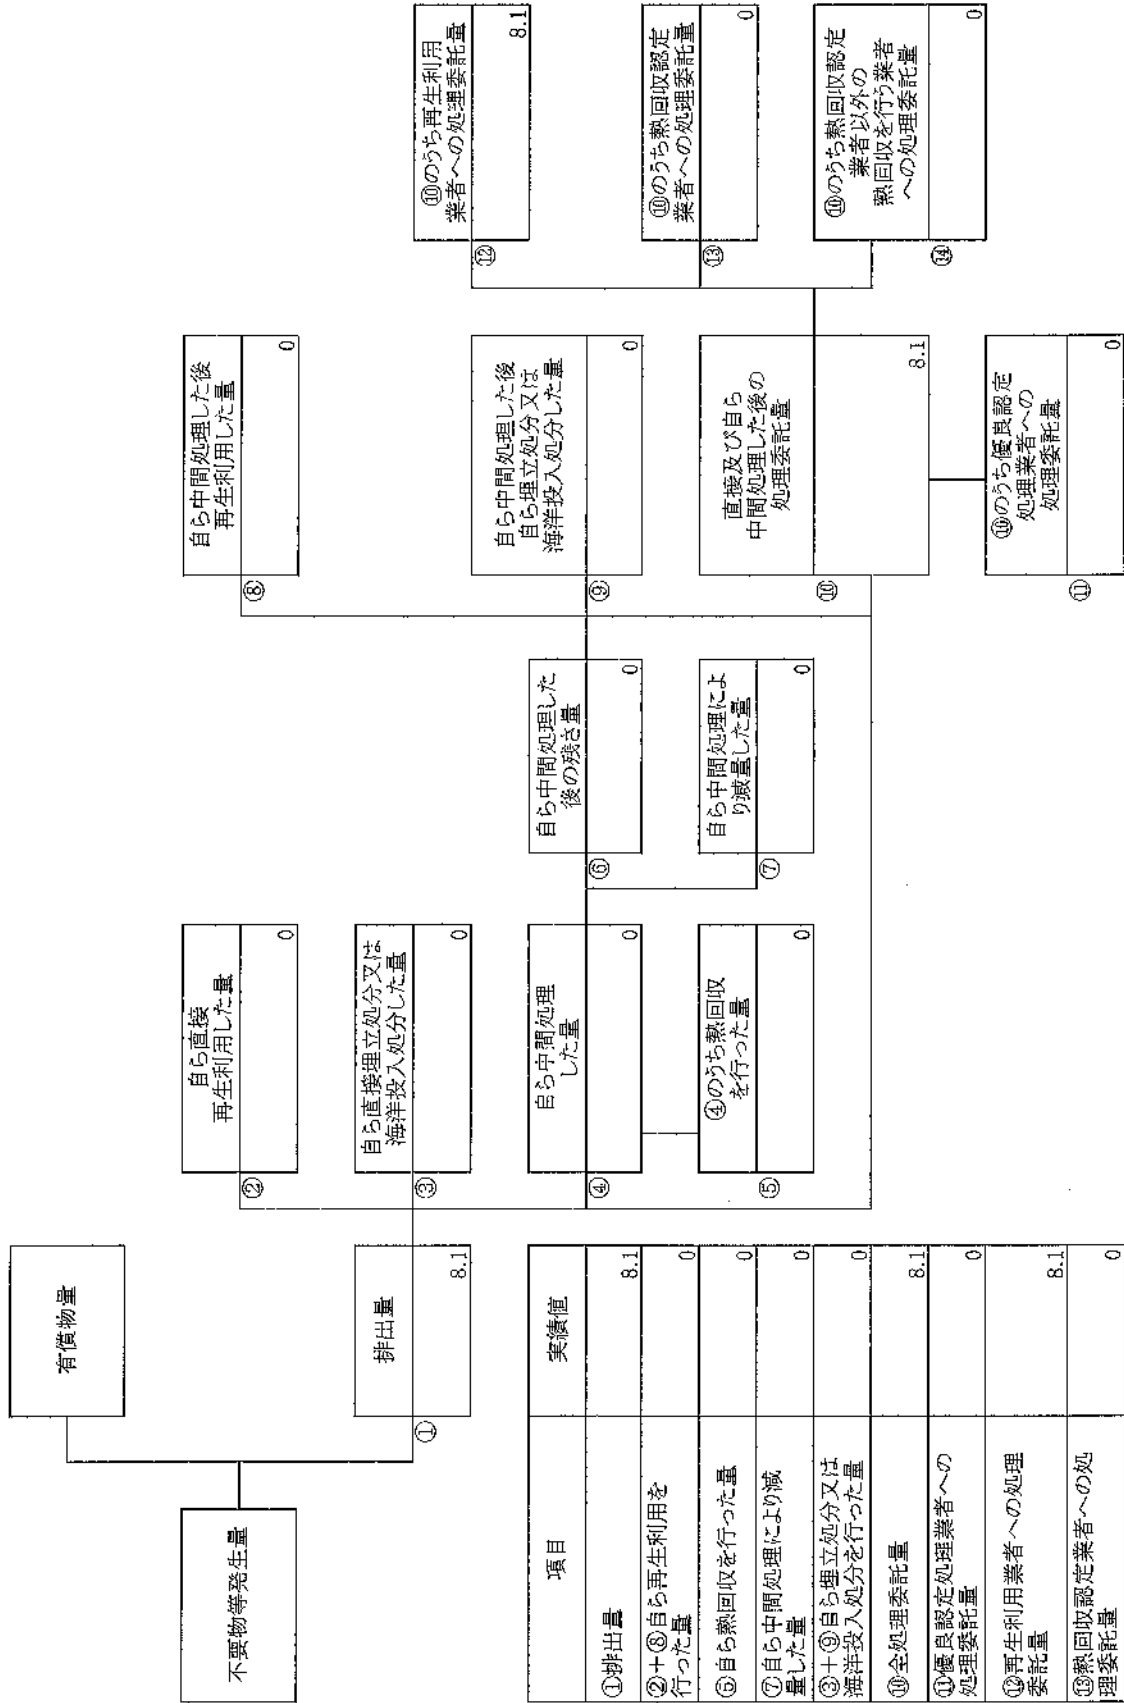 不要物等発生量
有償物量
①
排出量
8.1
②
自ら直接
再生利用した量
0
③
自ら直接埋立処分又は
海洋投入処分した量
0
④
自ら中間処理
した量
0
⑤
④のうち熱回収
を行った量
0
⑥
自ら中間処理した
後の残さ量
0
⑦
自ら中間処理によ
り減量した量
0
⑧
自ら中間処理した後
再生利用した量
0
⑨
自ら中間処理した後
自ら埋立処分又は
海洋投入処分した量
0
⑩
直接及び自ら
中間処理した後の
処理委託量
8.1
⑪
⑩のうち優良認定
処理業者への
処理委託量
0
⑫
⑩のうち再生利用
業者への処理委託量
8.1
⑬
⑩のうち熱回収認定
業者への処理委託量
0
⑭
⑩のうち熱回収認定
業者以外の
熱回収を行う業者
への処理委託量
0
項目 実績値
①排出量 8.1
②+⑧自ら再生利用を
行った量 0
⑤自ら熱回収を行った量 0
⑦自ら中間処理により減
量した量 0
③+⑨自ら埋立処分又は
海洋投入処分を行った量 0
⑩全処理委託量 8.1
⑪優良認定処理業者への
処理委託量 0
⑫再生利用業者への処理
委託量 8.1
⑬熱回収認定業者への処
理委託量 0